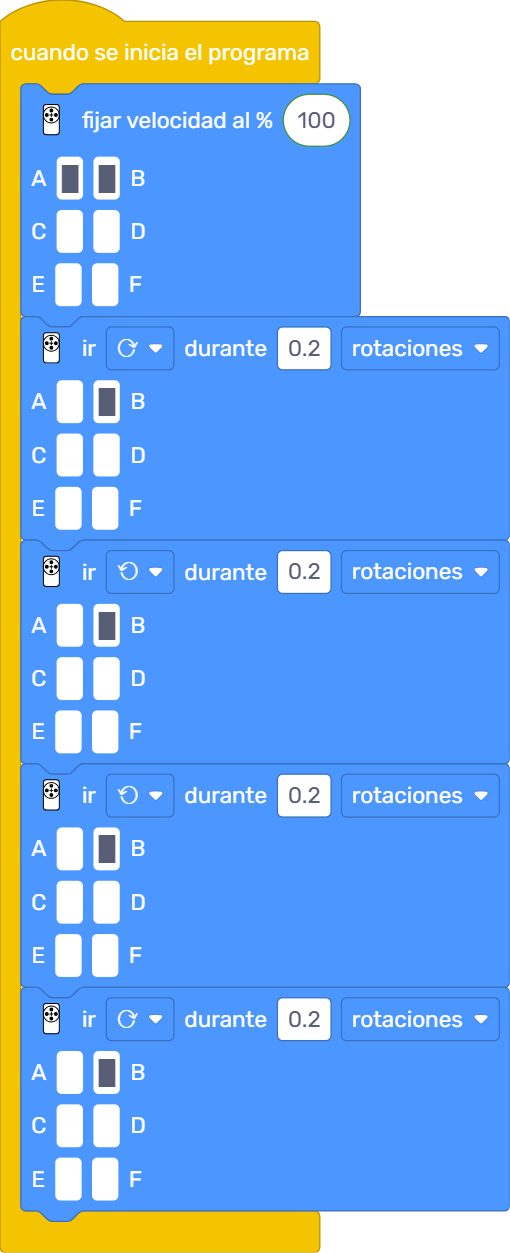 cuando se inicia el programa
fijar velocidad al % 100
A B
C D
E F
ir durante 0.2 rotaciones
A B
C D
E F
ir durante 0.2 rotaciones
A B
C D
E F
ir durante 0.2 rotaciones
A B
C D
E F
ir durante 0.2 rotaciones
A B
C D
E F